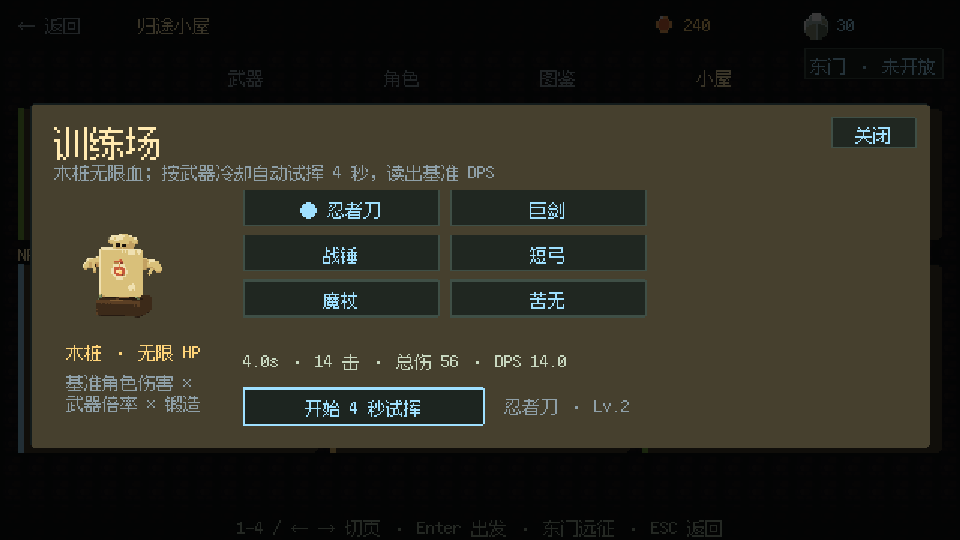 ← 返回 归途小屋 240 30
武器 角色 图鉴 小屋 东门 · 未开放
训练场 关闭
木桩无限血；按武器冷却自动试挥 4 秒，读出基准 DPS
忍者刀 巨剑
战锤 短弓
魔杖 苦无
木桩 · 无限 HP
基准角色伤害 ×
武器倍率 × 锻造
4.0s · 14 击 · 总伤 56 · DPS 14.0
开始 4 秒试挥 忍者刀 · Lv.2
1-4 / ← → 切页 · Enter 出发 · 东门远征 · ESC 返回